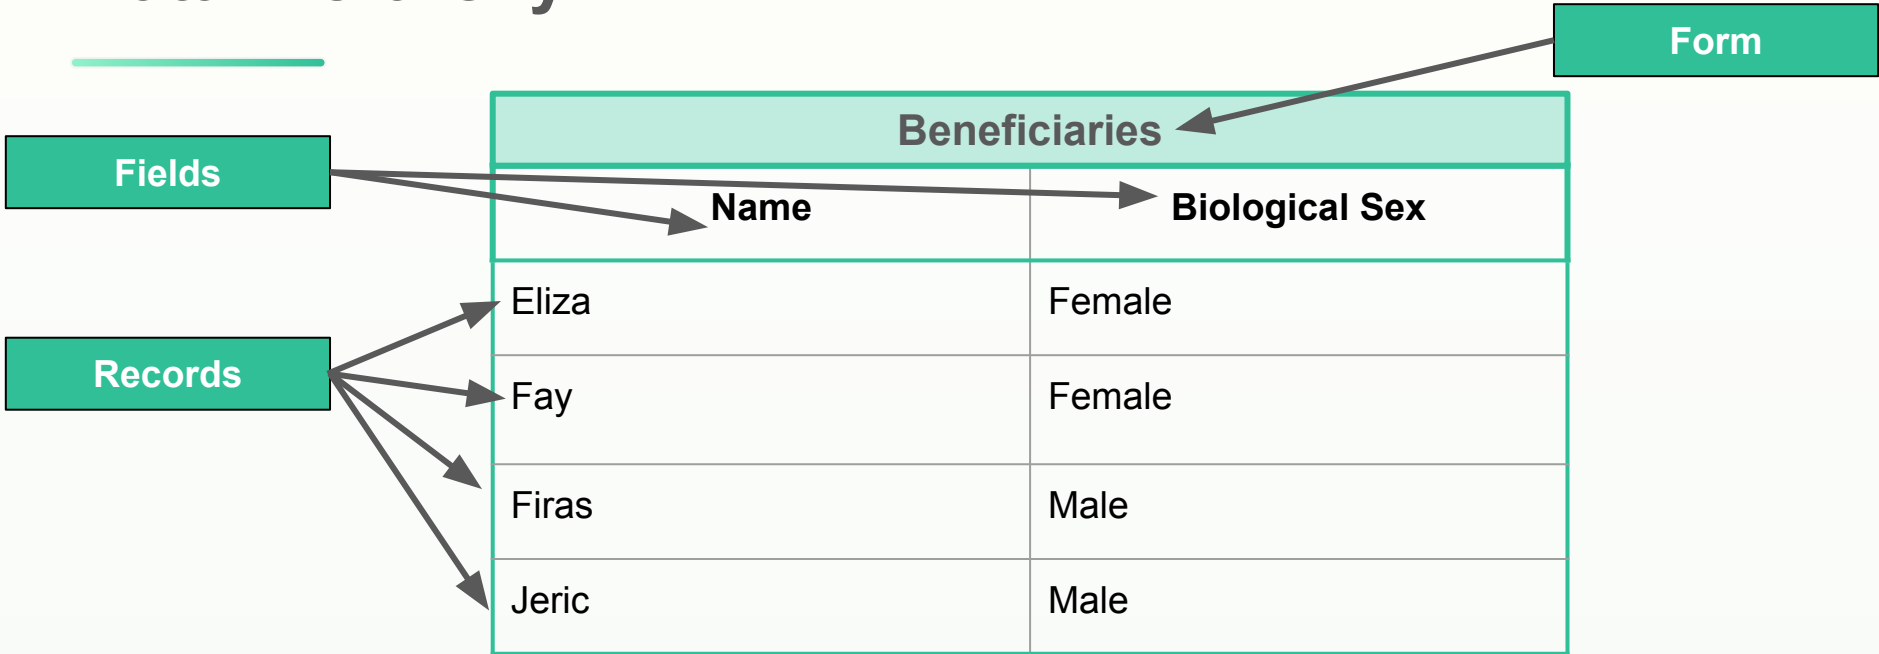 Form
Beneficiaries
Fields
Name Biological Sex
Eliza Female
Records
Fay Female
Firas Male
Jeric Male